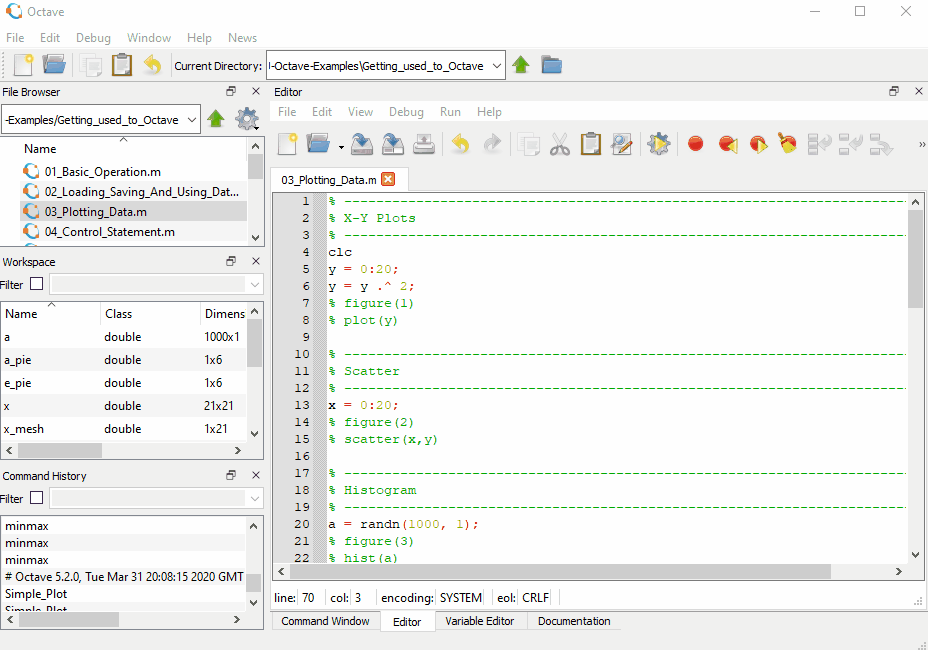 Octave
File Edit Debug Window Help News
Current Directory: l-Octave-Examples\Getting_used_to_Octave
File Browser
-Examples/Getting_used_to_Octave
Name
01_Basic_Operation.m
02_Loading_Saving_And_Using_Dat...
03_Plotting_Data.m
04_Control_Statement.m
Workspace
Filter
Name Class Dimens
a double 1000x1
a_pie double 1x6
e_pie double 1x6
x double 21x21
x_mesh double 1x21
Command History
Filter
minmax
minmax
minmax
# Octave 5.2.0, Tue Mar 31 20:08:15 2020 GMT
Simple_Plot
Simple_Plot
Editor
File Edit View Debug Run Help
»
03_Plotting_Data.m
1 % ------------------------------------------------------------------------
2 % X-Y Plots
3 % ------------------------------------------------------------------------
4 clc
5 y = 0:20;
6 y = y .^ 2;
7 % figure(1)
8 % plot(y)
9
10 % ------------------------------------------------------------------------
11 % Scatter
12 % ------------------------------------------------------------------------
13 x = 0:20;
14 % figure(2)
15 % scatter(x,y)
16
17 % ------------------------------------------------------------------------
18 % Histogram
19 % ------------------------------------------------------------------------
20 a = randn(1000, 1);
21 % figure(3)
22 % hist(a)
line: 70 col: 3 encoding: SYSTEM eol: CRLF
Command Window Editor Variable Editor Documentation